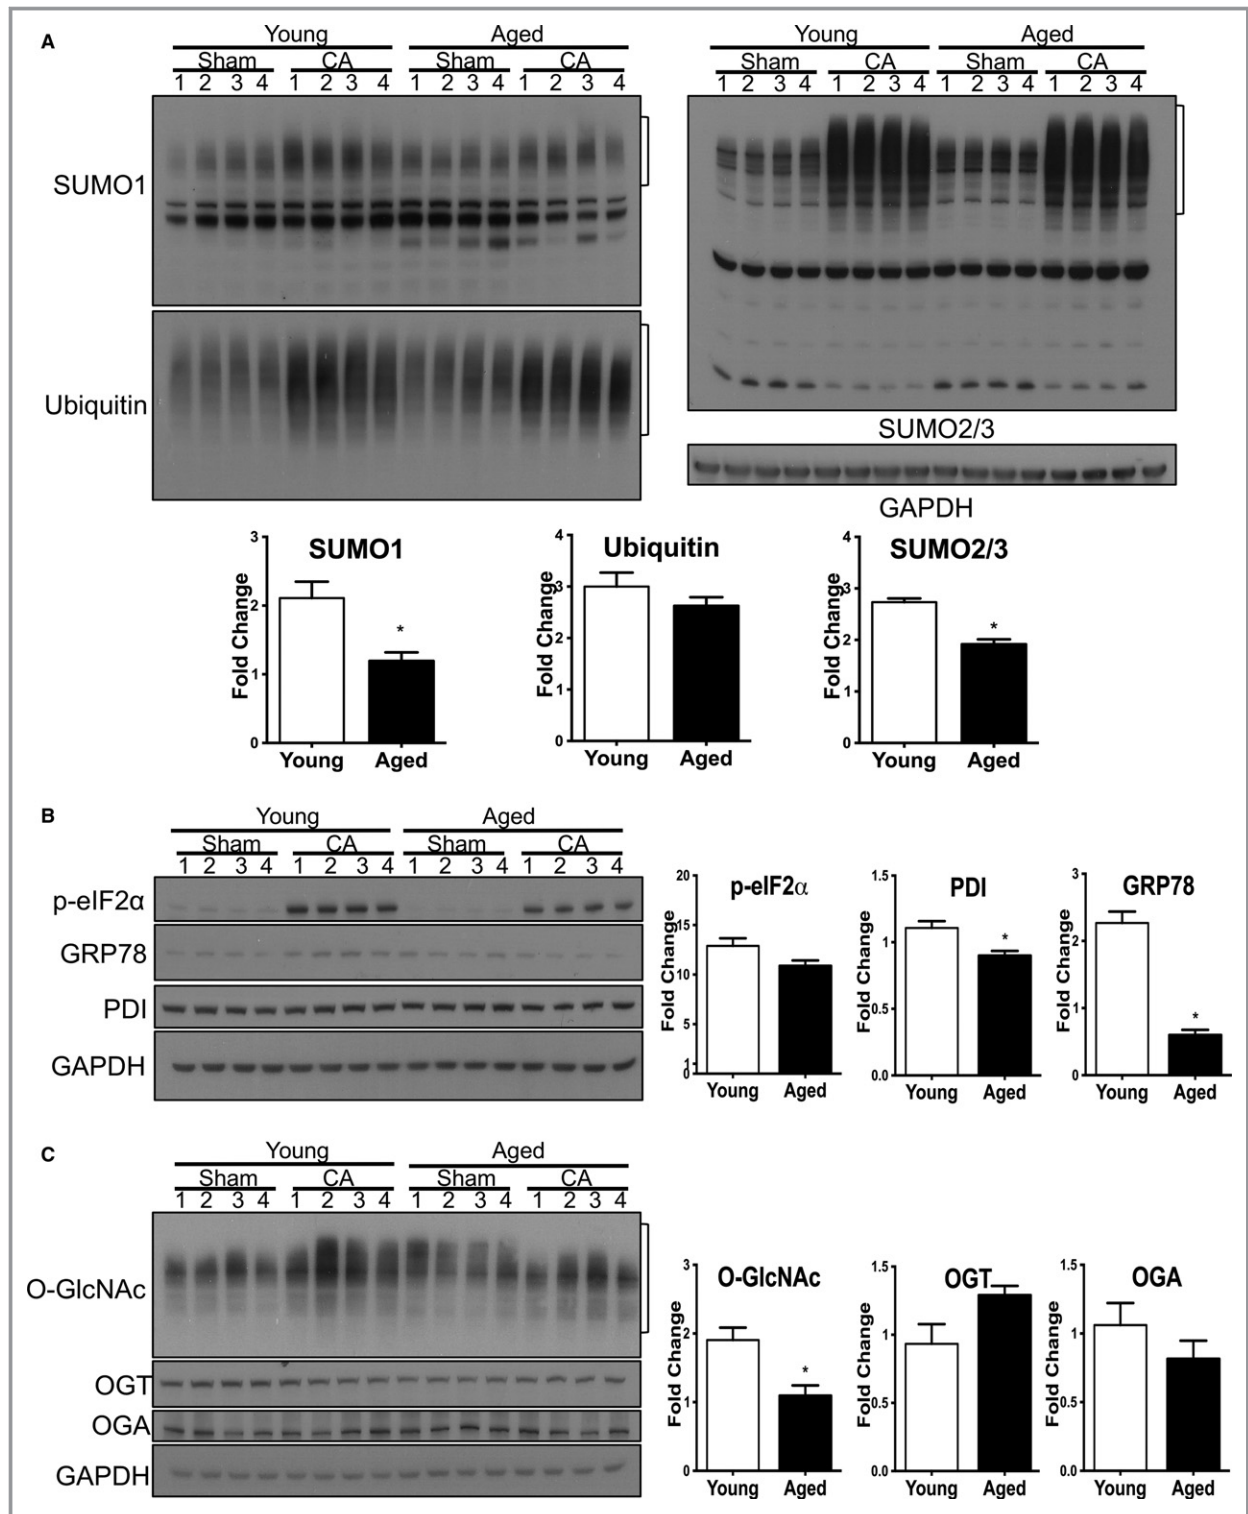 A
Young Aged
Sham CA Sham CA
1 2 3 4 1 2 3 4 1 2 3 4 1 2 3 4
SUMO1
Ubiquitin
Young Aged
Sham CA Sham CA
1 2 3 4 1 2 3 4 1 2 3 4 1 2 3 4
SUMO2/3
GAPDH
SUMO1
Fold Change
3
2
1
0
*
Young Aged
Ubiquitin
Fold Change
4
3
2
1
0
Young Aged
SUMO2/3
Fold Change
4
3
2
1
0
*
Young Aged
B
Young Aged
Sham CA Sham CA
1 2 3 4 1 2 3 4 1 2 3 4 1 2 3 4
p-eIF2α
GRP78
PDI
GAPDH
p-eIF2α
Fold Change
20
15
10
5
1
0
Young Aged
PDI
Fold Change
1.5
1
0.5
0.0
*
Young Aged
GRP78
Fold Change
3
2
1
0
*
Young Aged
C
Young Aged
Sham CA Sham CA
1 2 3 4 1 2 3 4 1 2 3 4 1 2 3 4
O-GlcNAc
OGT
OGA
GAPDH
O-GlcNAc
Fold Change
3
2
1
0
*
Young Aged
OGT
Fold Change
1.5
1
0.5
0.0
Young Aged
OGA
Fold Change
1.5
1
0.5
0.0
Young Aged